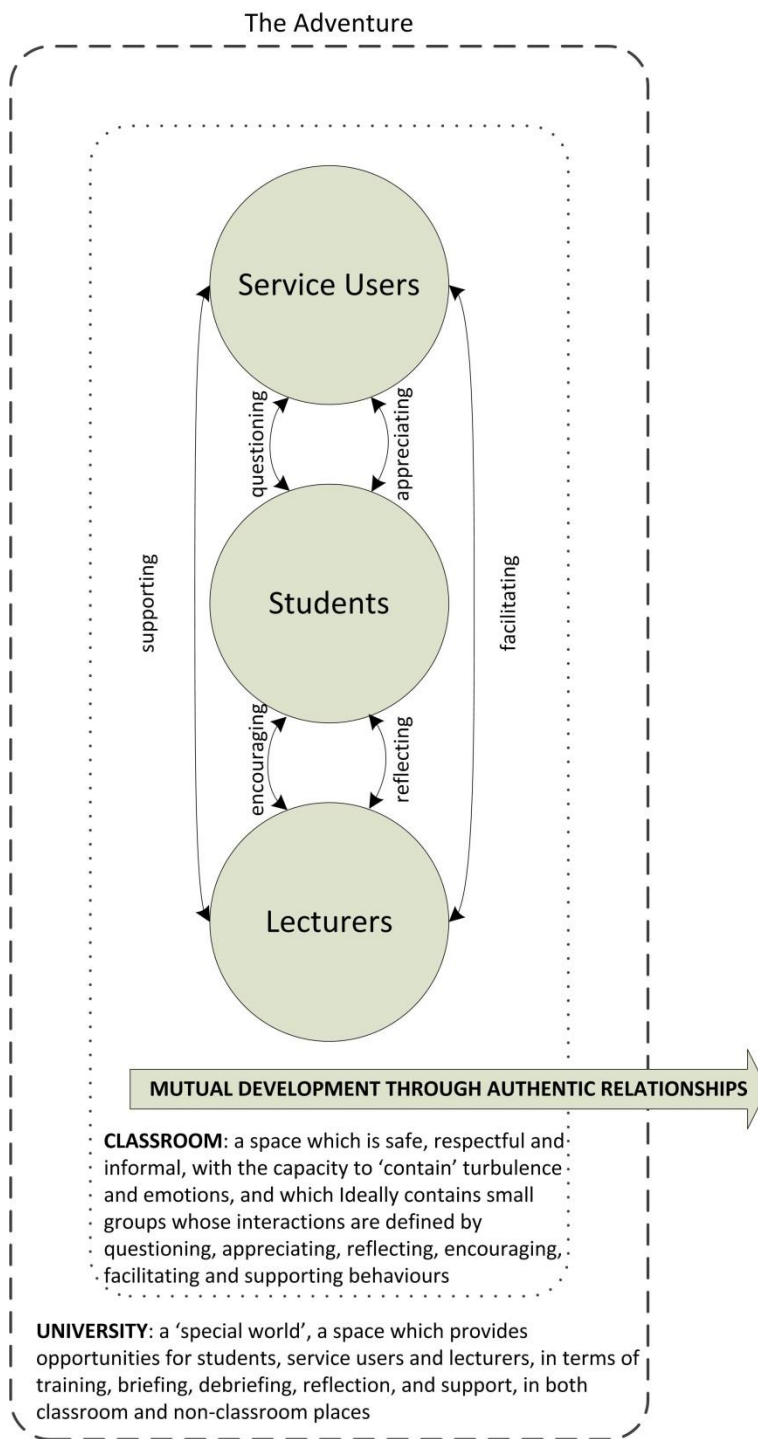 The Adventure
Service Users
questioning
appreciating
supporting
Students
facilitating
encouraging
reflecting
Lecturers
MUTUAL DEVELOPMENT THROUGH AUTHENTIC RELATIONSHIPS
CLASSROOM: a space which is safe, respectful and
informal, with the capacity to ‘contain’ turbulence
and emotions, and which Ideally contains small
groups whose interactions are defined by
questioning, appreciating, reflecting, encouraging,
facilitating and supporting behaviours
UNIVERSITY: a ‘special world’, a space which provides
opportunities for students, service users and lecturers, in terms of
training, briefing, debriefing, reflection, and support, in both
classroom and non-classroom places